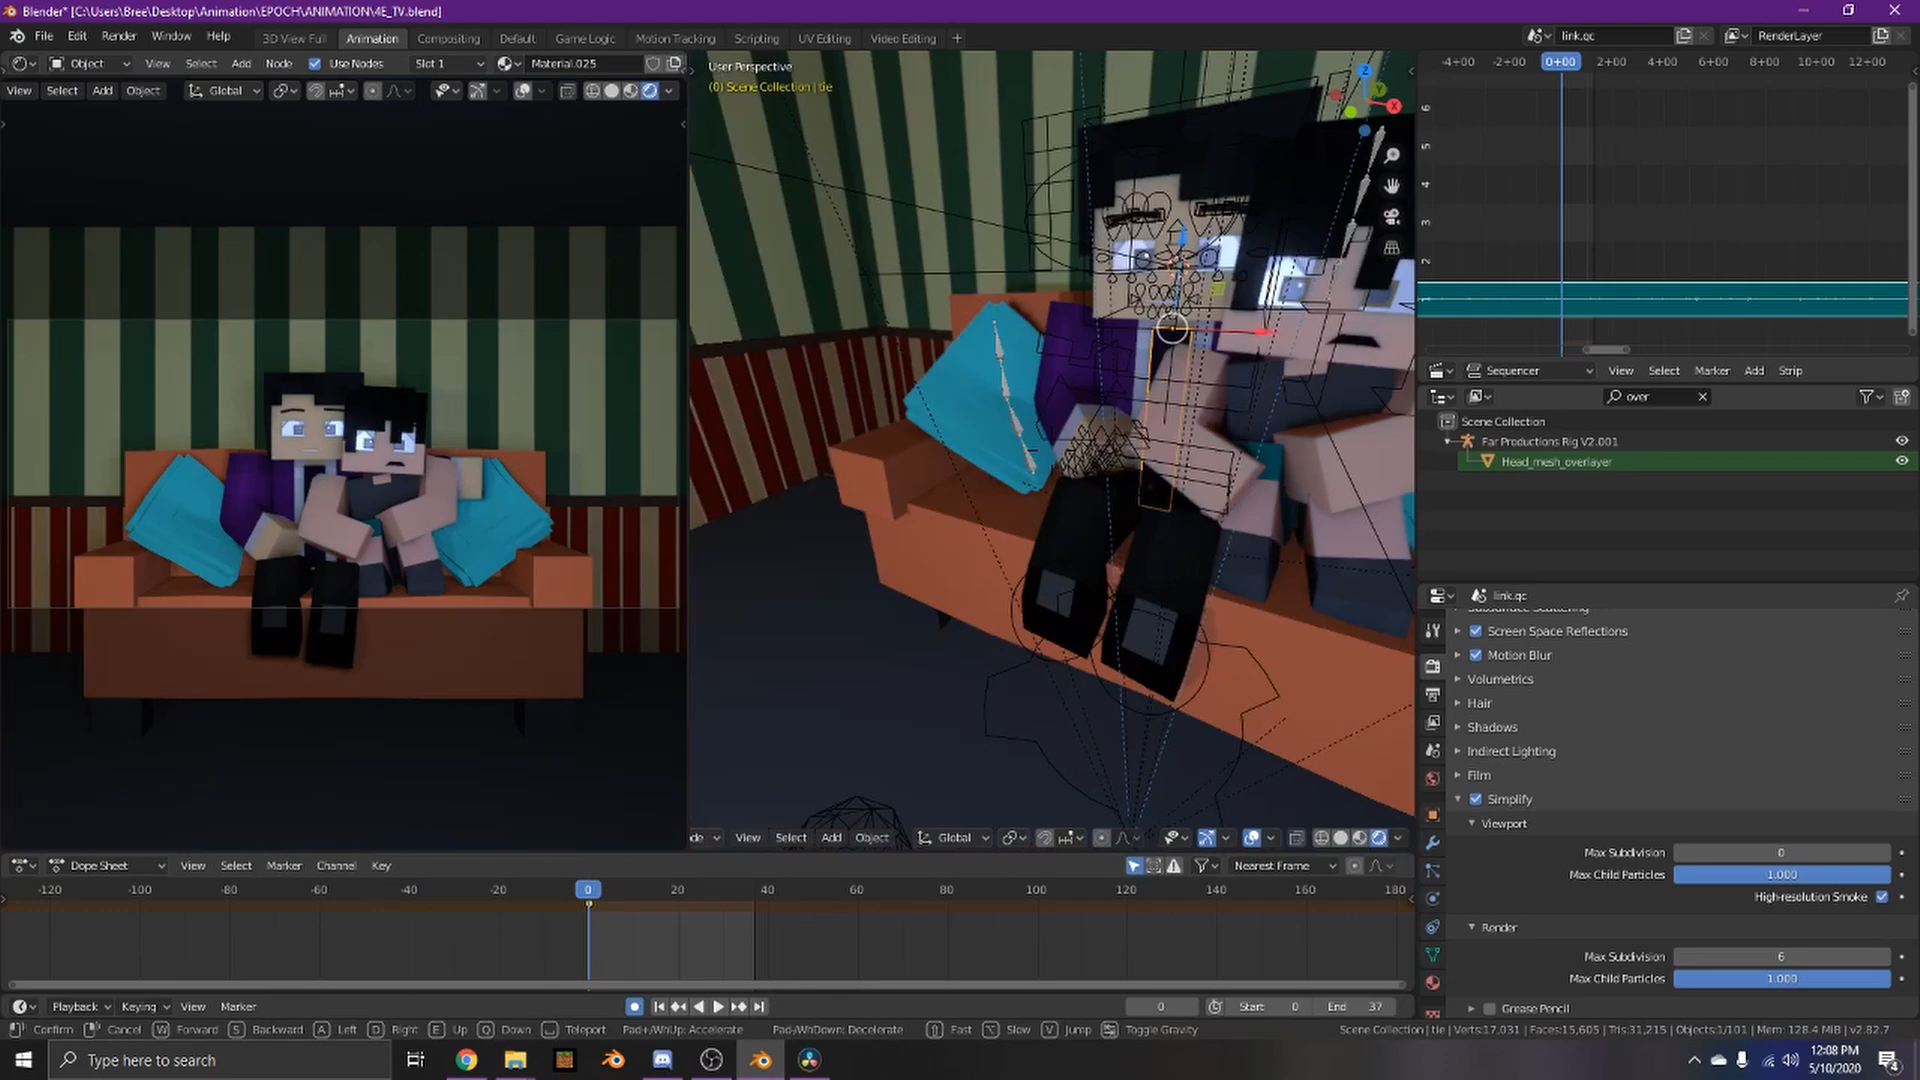 Blender* [C:\Users\Bree\Desktop\Animation\EPOCH\ANIMATION\4E_TV.blend]
File Edit Render Window Help 3D View Full Animation Compositing Default Game Logic Motion Tracking Scripting UV Editing Video Editing + link.qc RenderLayer
Object View Select Add Object Node Use Nodes Slot 1 Material.025
View Select Add Object Global
User Perspective
(0) Scene Collection | tie
Z
Y
X
-4+00 -2+00 0+00 2+00 4+00 6+00 8+00 10+00 12+00
6
5
4
3
2
Sequencer View Select Marker Add Strip
over
Scene Collection
Far Productions Rig V2.001
Head_mesh_overlayer
link.qc
Subsurface Scattering
Screen Space Reflections
Motion Blur
Volumetrics
Hair
Shadows
Indirect Lighting
Film
Simplify
Viewport
Max Subdivision 0
Max Child Particles 1.000
High-resolution Smoke
Render
Max Subdivision 6
Max Child Particles 1.000
Grease Pencil
de View Select Add Object Global
Dope Sheet View Select Marker Channel Key Nearest Frame
-120 -100 -80 -60 -40 -20 0 20 40 60 80 100 120 140 160 180
Playback Keying View Marker 0 Start 0 End 37
Confirm Cancel W Forward S Backward A Left D Right E Up Q Down Teleport Pad+/WhUp: Accelerate Pad-/WhDown: Decelerate Fast Slow V Jump Toggle Gravity Scene Collection | tie | Verts:17,031 | Faces:15,605 | Tris:31,215 | Objects:1/101 | Mem: 128.4 MiB | v2.82.7
Type here to search
12:08 PM
5/10/2020
4